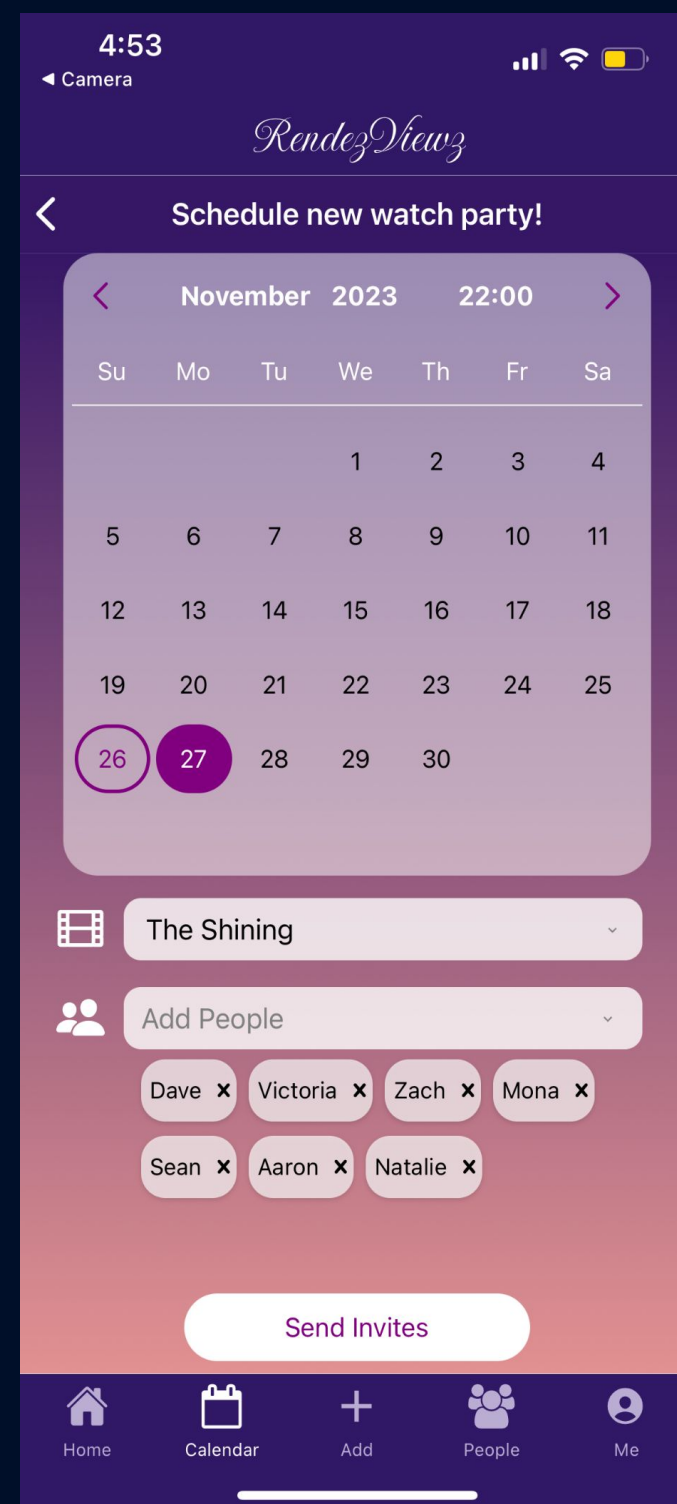 4:53
◀ Camera
RendezViewz
Schedule new watch party!
November 2023 22:00
Su Mo Tu We Th Fr Sa
1 2 3 4
5 6 7 8 9 10 11
12 13 14 15 16 17 18
19 20 21 22 23 24 25
26 27 28 29 30
The Shining
Add People
Dave x Victoria x Zach x Mona x
Sean x Aaron x Natalie x
Send Invites
Home Calendar Add People Me